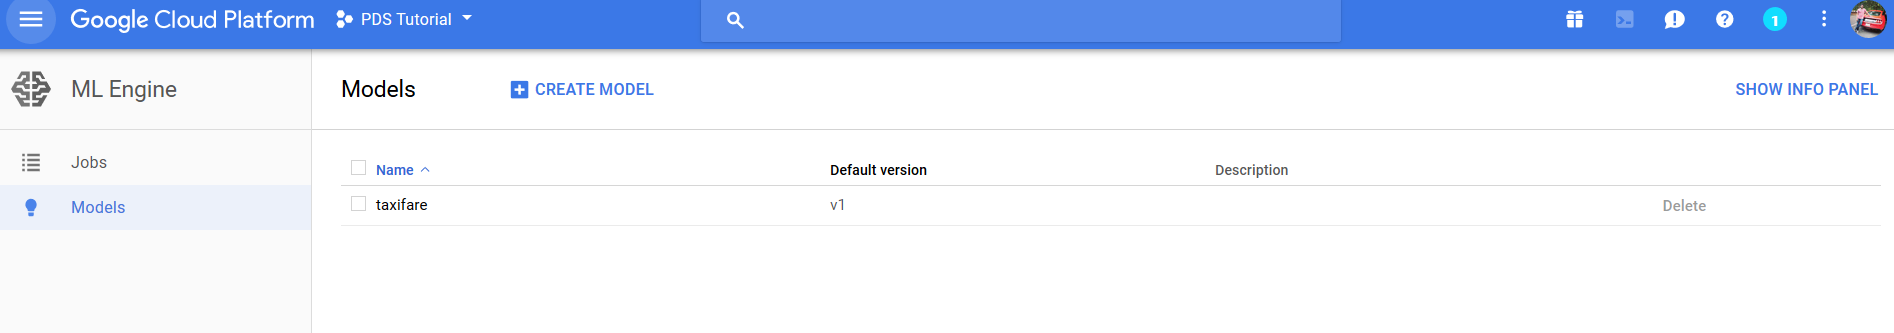 Google Cloud Platform PDS Tutorial 1
ML Engine Models CREATE MODEL SHOW INFO PANEL
Jobs
Models
Name Default version Description
taxifare v1 Delete